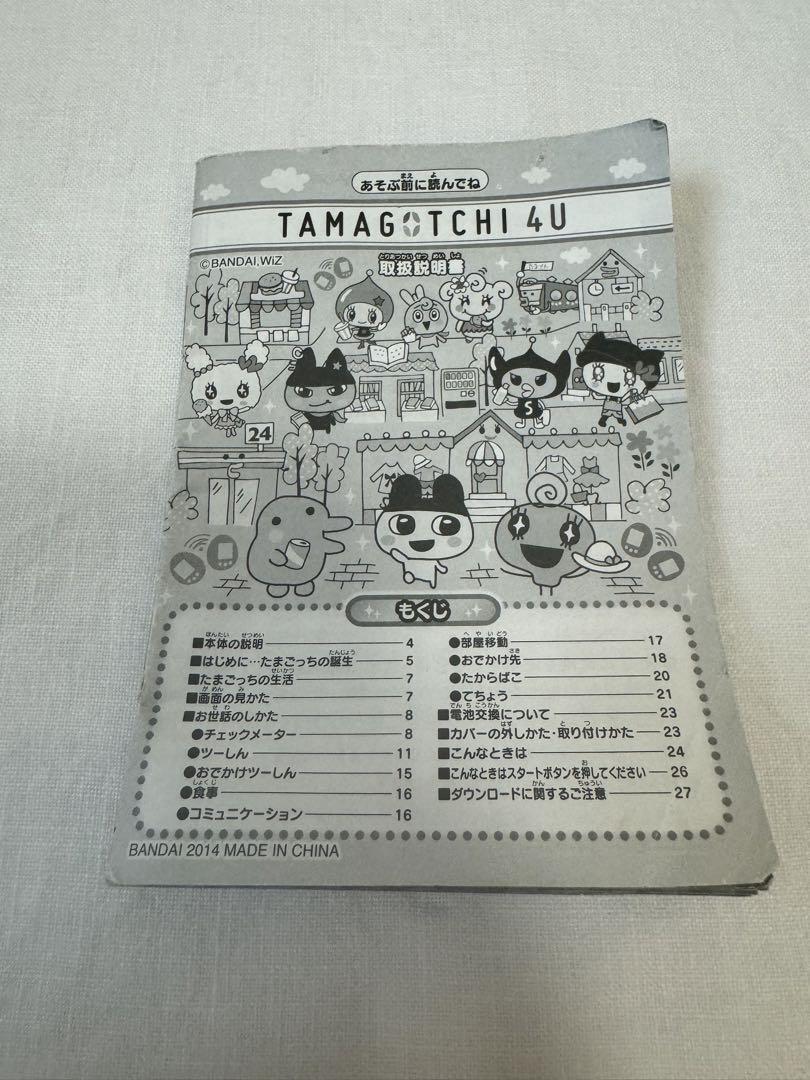 あそぶ前に読んでね
TAMAGOTCHI 4U
©BANDAI,WiZ
取扱説明書
24
S
もくじ
■本体の説明 4
■はじめに…たまごっちの誕生 5
■たまごっちの生活 7
■画面の見かた 7
■お世話のしかた 8
●チェックメーター 8
●ツーしん 11
●おでかけツーしん 15
●食事 16
●コミュニケーション 16
●部屋移動 17
●おでかけ先 18
●たからばこ 20
●てちょう 21
■電池交換について 23
■カバーの外しかた・取り付けかた 23
■こんなときは 24
■こんなときはスタートボタンを押してください 26
■ダウンロードに関するご注意 27
BANDAI 2014 MADE IN CHINA